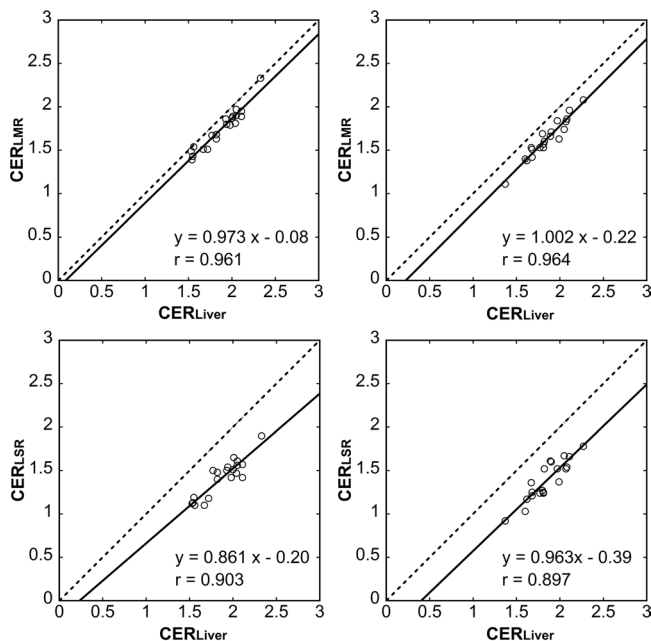 3
2.5
2
1.5
1
0.5
0
CERLMR
y = 0.973 x - 0.08
r = 0.961
0 0.5 1 1.5 2 2.5 3
CERLiver
3
2.5
2
1.5
1
0.5
0
CERLMR
y = 1.002 x - 0.22
r = 0.964
0 0.5 1 1.5 2 2.5 3
CERLiver
3
2.5
2
1.5
1
0.5
0
CERLSR
y = 0.861 x - 0.20
r = 0.903
0 0.5 1 1.5 2 2.5 3
CERLiver
3
2.5
2
1.5
1
0.5
0
CERLSR
y = 0.963x - 0.39
r = 0.897
0 0.5 1 1.5 2 2.5 3
CERLiver